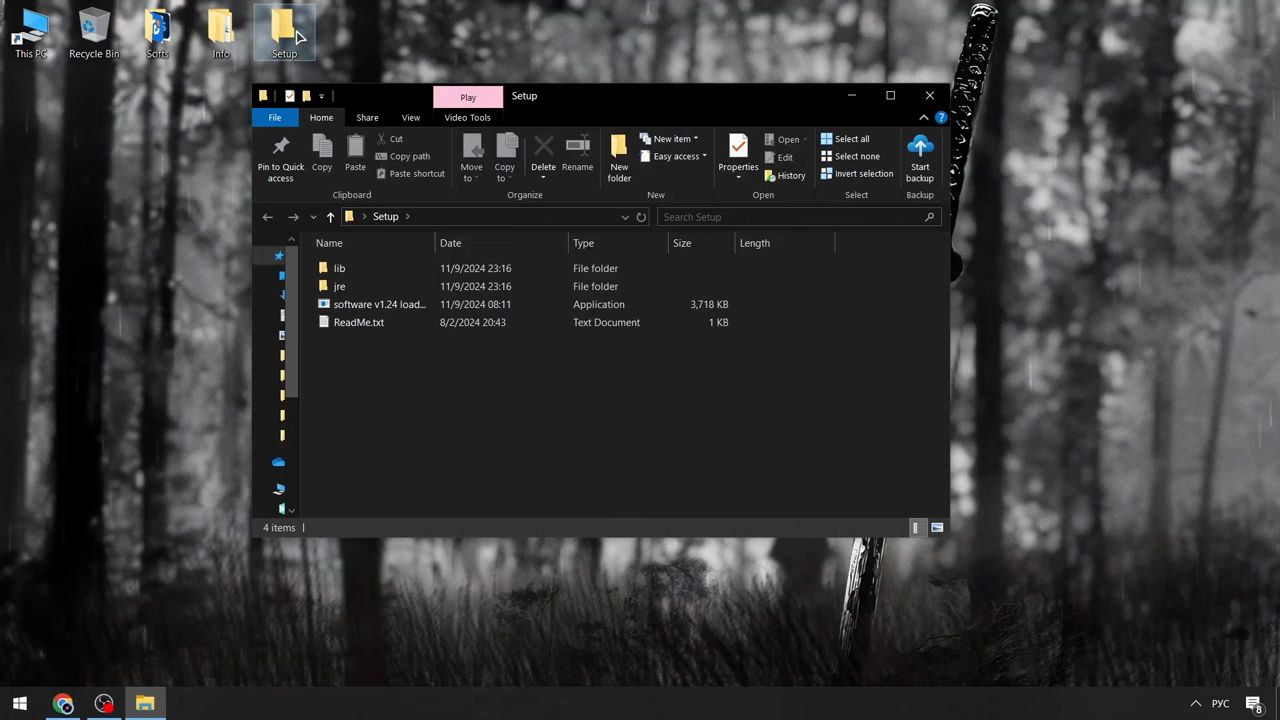 This PC
Recycle Bin
Softs
Info
Setup
Play
Setup
File
Home
Share
View
Video Tools
Pin to Quick
access
Copy
Paste
Cut
Copy path
Paste shortcut
Clipboard
Move
to
Copy
to
Delete
Rename
Organize
New
folder
New item
Easy access
New
Properties
Open
Edit
History
Open
Select all
Select none
Invert selection
Select
Start
backup
Backup
Setup
Search Setup
Name Date Type Size Length
lib 11/9/2024 23:16 File folder
jre 11/9/2024 23:16 File folder
software v1.24 load... 11/9/2024 08:11 Application 3,718 KB
ReadMe.txt 8/2/2024 20:43 Text Document 1 KB
4 items
РУС
8